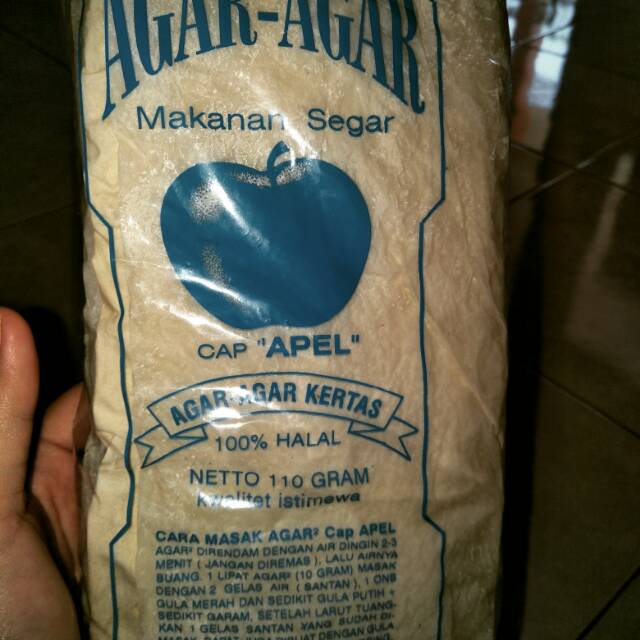 AGAR-AGAR
Makanan Segar
CAP "APEL"
AGAR-AGAR KERTAS
100% HALAL
NETTO 110 GRAM
Kwalitet istimewa
CARA MASAK AGAR² Cap APEL
AGAR² DIRENDAM DENGAN AIR DINGIN 2-3
MENIT (JANGAN DIREMAS), LALU AIRNYA
BUANG. 1 LIPAT AGAR² (10 GRAM) MASAK
DENGAN 2 GELAS AIR (SANTAN), 1 ONS
GULA MERAH DAN SEDIKIT GULA PUTIH +
SEDIKIT GARAM, SETELAH LARUT TUANG
KAN 1 GELAS SANTAN YANG SUDAH